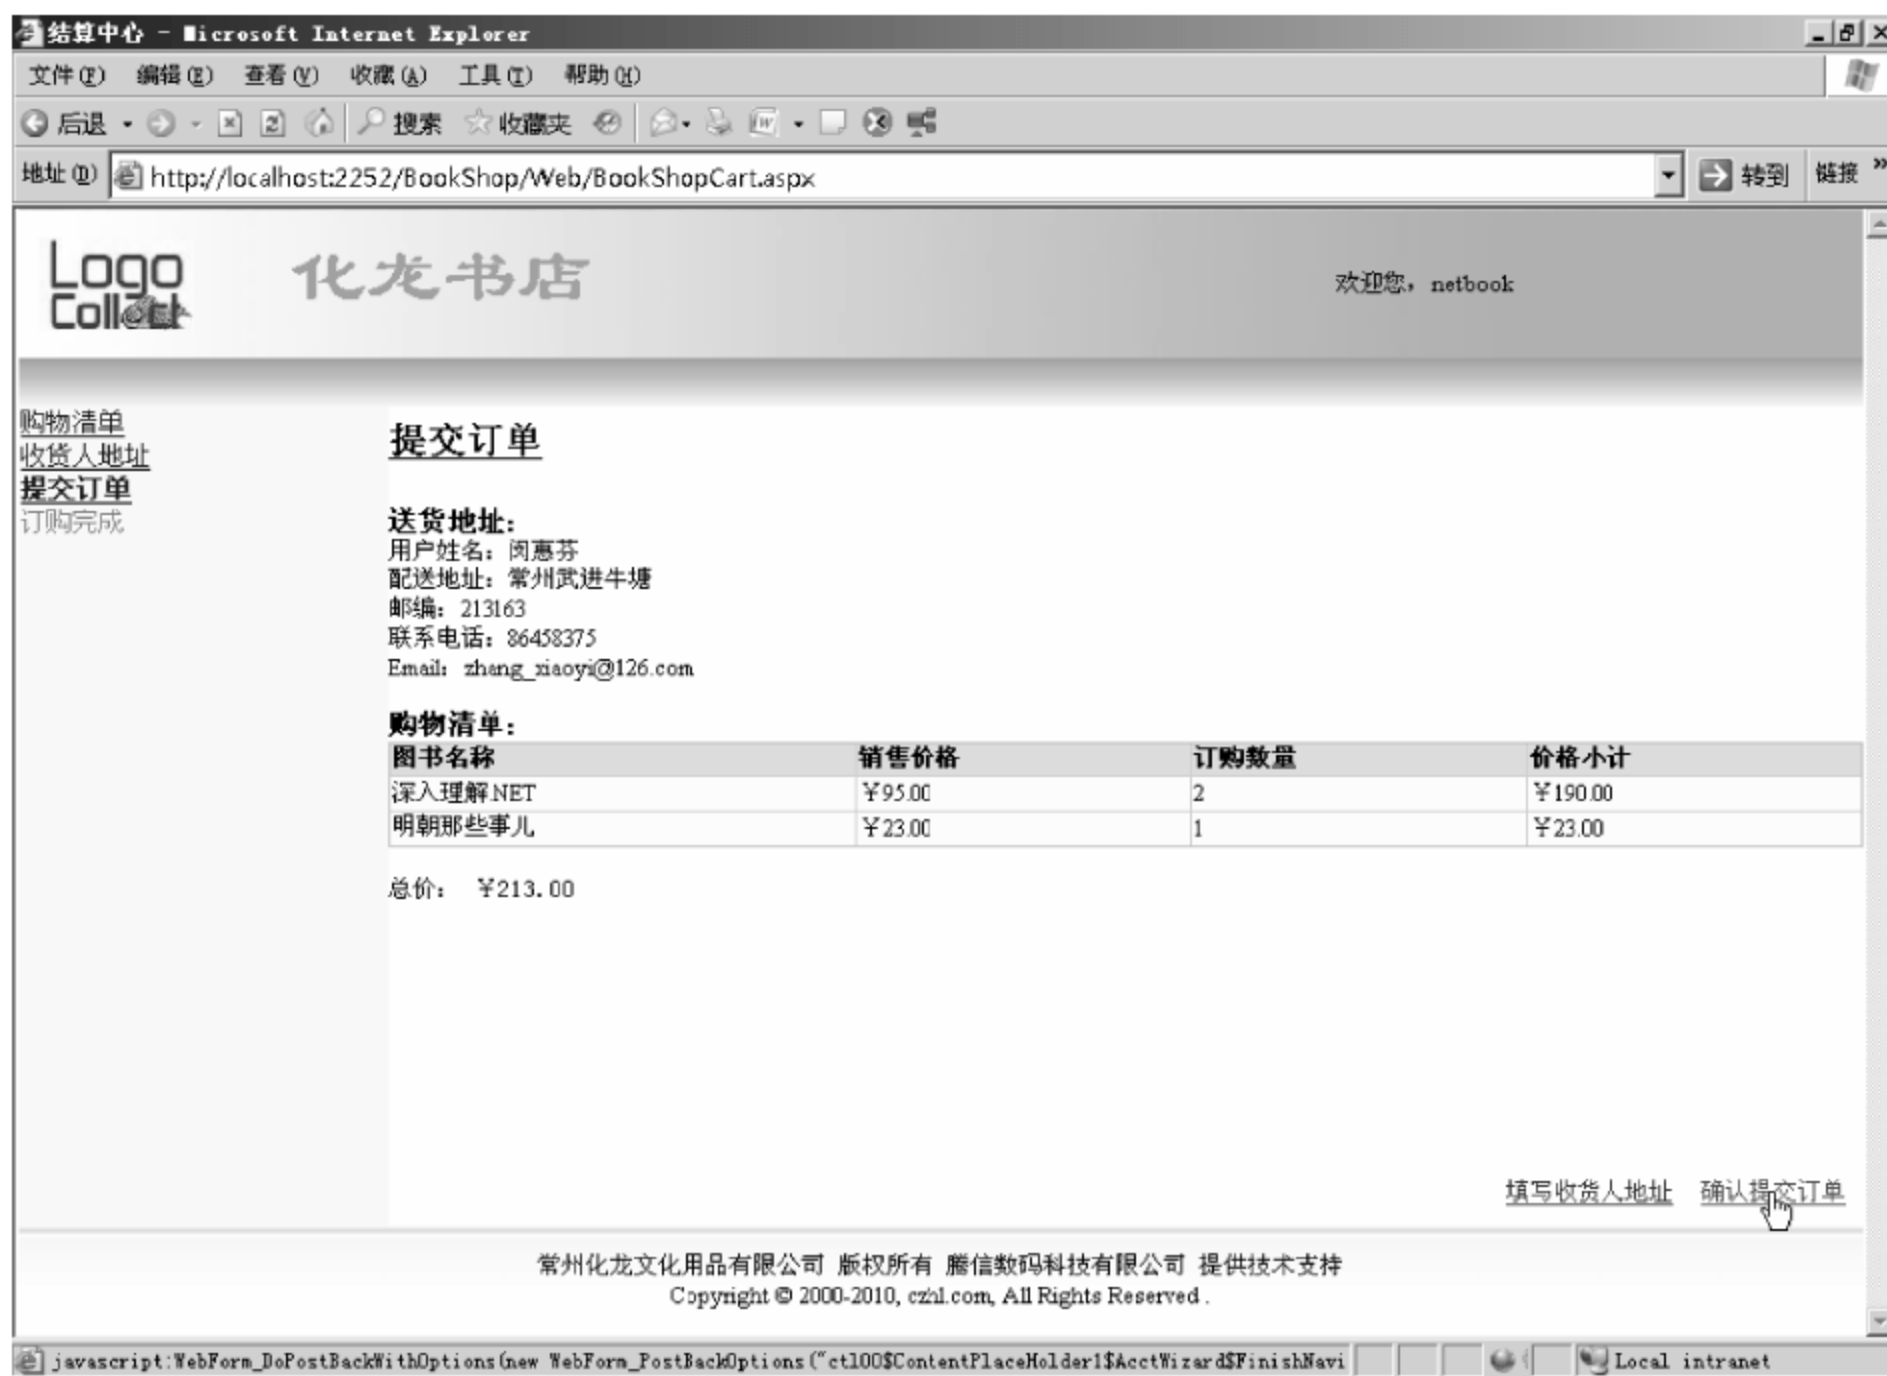 结算中心 - Microsoft Internet Explorer
文件(F) 编辑(E) 查看(V) 收藏(A) 工具(T) 帮助(H)
后退 搜索 收藏夹
地址(D) http://localhost:2252/BookShop/Web/BookShopCart.aspx 转到 链接 »
Logo
Collect
化龙书店
欢迎您，netbook
购物清单
收货人地址
提交订单
订购完成
提交订单
送货地址：
用户姓名：闵惠芬
配送地址：常州武进牛塘
邮编：213163
联系电话：86458375
Email：zhang_xiaoyi@126.com
购物清单：
图书名称 销售价格 订购数量 价格小计
深入理解.NET ￥95.00 2 ￥190.00
明朝那些事儿 ￥23.00 1 ￥23.00
总价： ￥213.00
填写收货人地址 确认提交订单
常州化龙文化用品有限公司 版权所有 腾信数码科技有限公司 提供技术支持
Copyright © 2000-2010, czhl.com, All Rights Reserved .
javascript:WebForm_DoPostBackWithOptions(new WebForm_PostBackOptions("ctl00$ContentPlaceHolder1$AcctWizard$FinishNavi Local intranet